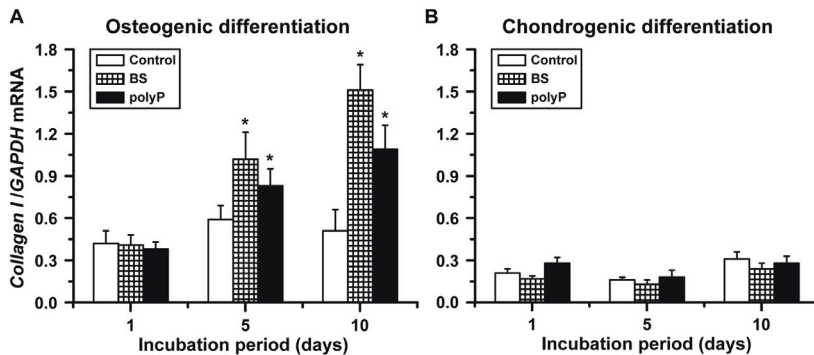 A
Osteogenic differentiation
Collagen I /GAPDH mRNA
1.8
1.5
1.2
0.9
0.6
0.3
0.0
Control
BS
polyP
*
*
*
*
1
5
10
Incubation period (days)
B
Chondrogenic differentiation
1.8
1.5
1.2
0.9
0.6
0.3
0.0
Control
BS
polyP
1
5
10
Incubation period (days)